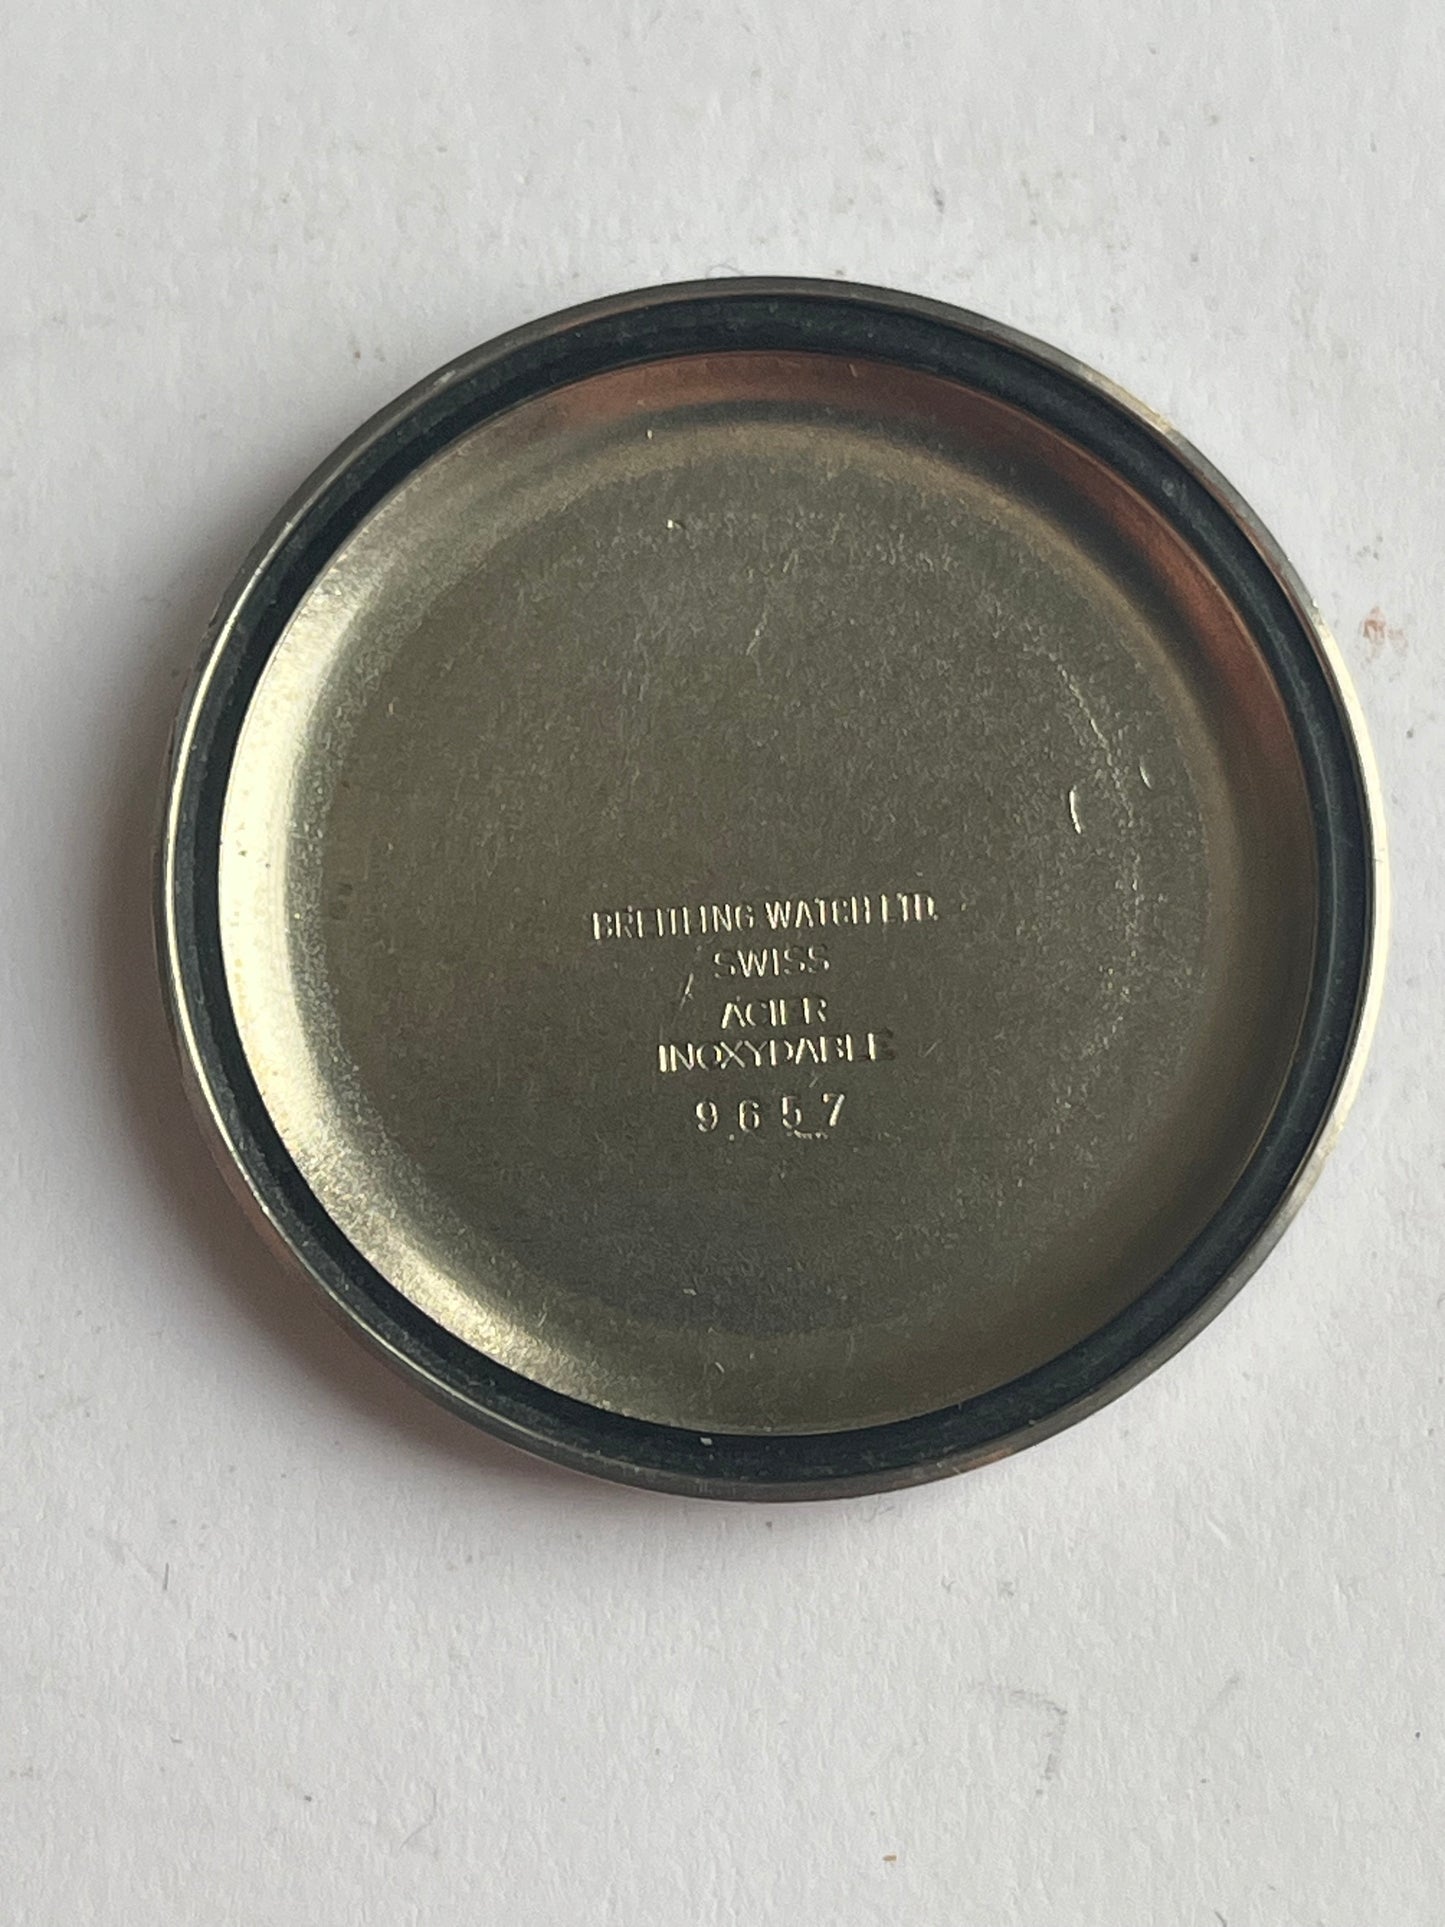 BREITLING WATCH LTD.
SWISS
ACIER
INOXYDABLE
9657